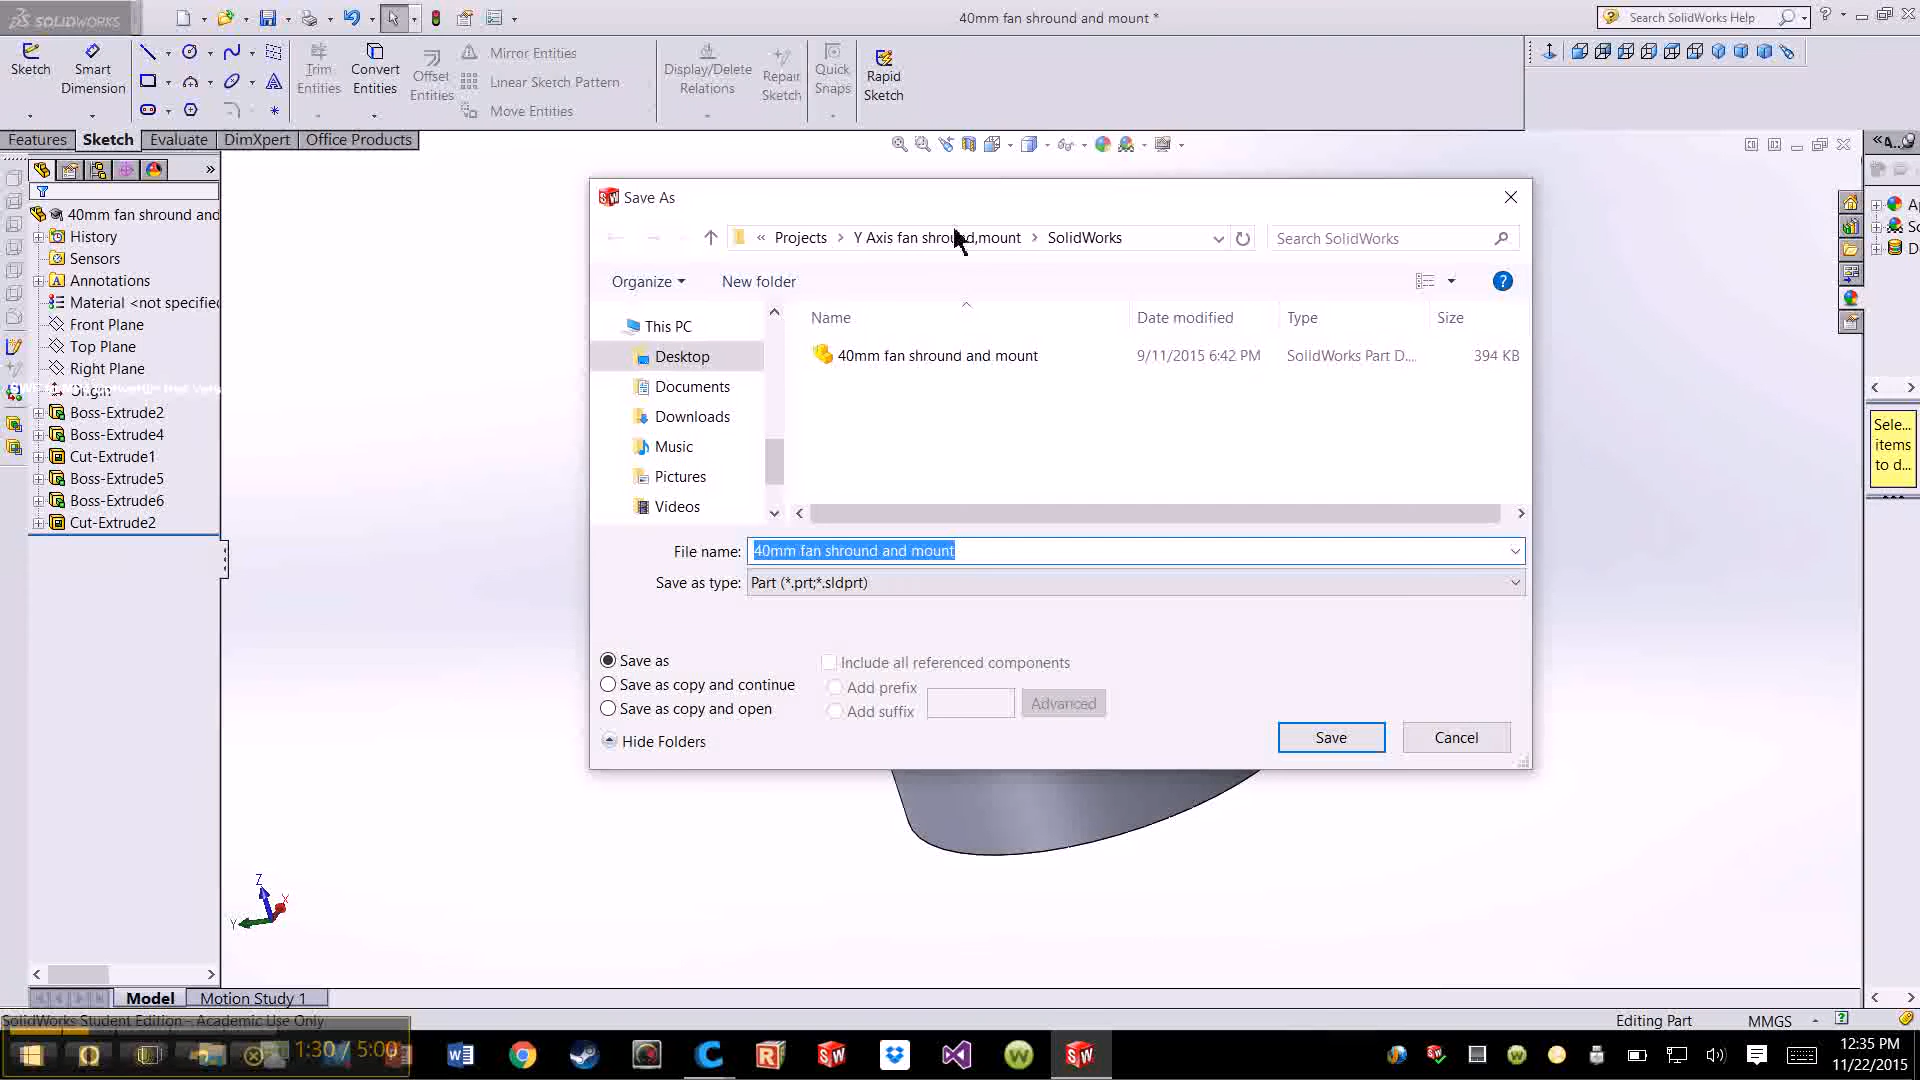 SOLIDWORKS
40mm fan shround and mount *
Search SolidWorks Help
Sketch
Smart Dimension
Trim Entities
Convert Entities
Offset Entities
Mirror Entities
Linear Sketch Pattern
Move Entities
Display/Delete Relations
Repair Sketch
Quick Snaps
Rapid Sketch
Features Sketch Evaluate DimXpert Office Products
40mm fan shround and
History
Sensors
Annotations
Material <not specified
Front Plane
Top Plane
Right Plane
Origin
Boss-Extrude2
Boss-Extrude4
Cut-Extrude1
Boss-Extrude5
Boss-Extrude6
Cut-Extrude2
Save As
« Projects > Y Axis fan shround,mount > SolidWorks
Search SolidWorks
Organize
New folder
Name Date modified Type Size
40mm fan shround and mount 9/11/2015 6:42 PM SolidWorks Part D... 394 KB
This PC
Desktop
Documents
Downloads
Music
Pictures
Videos
File name: 40mm fan shround and mount
Save as type: Part (*.prt;*.sldprt)
Save as
Save as copy and continue
Save as copy and open
Include all referenced components
Add prefix
Add suffix
Advanced
Hide Folders
Save
Cancel
Sele...
items
to d...
Z
X
Y
Model
Motion Study 1
SolidWorks Student Edition - Academic Use Only
Editing Part
MMGS
1:30 / 5:00
12:35 PM
11/22/2015